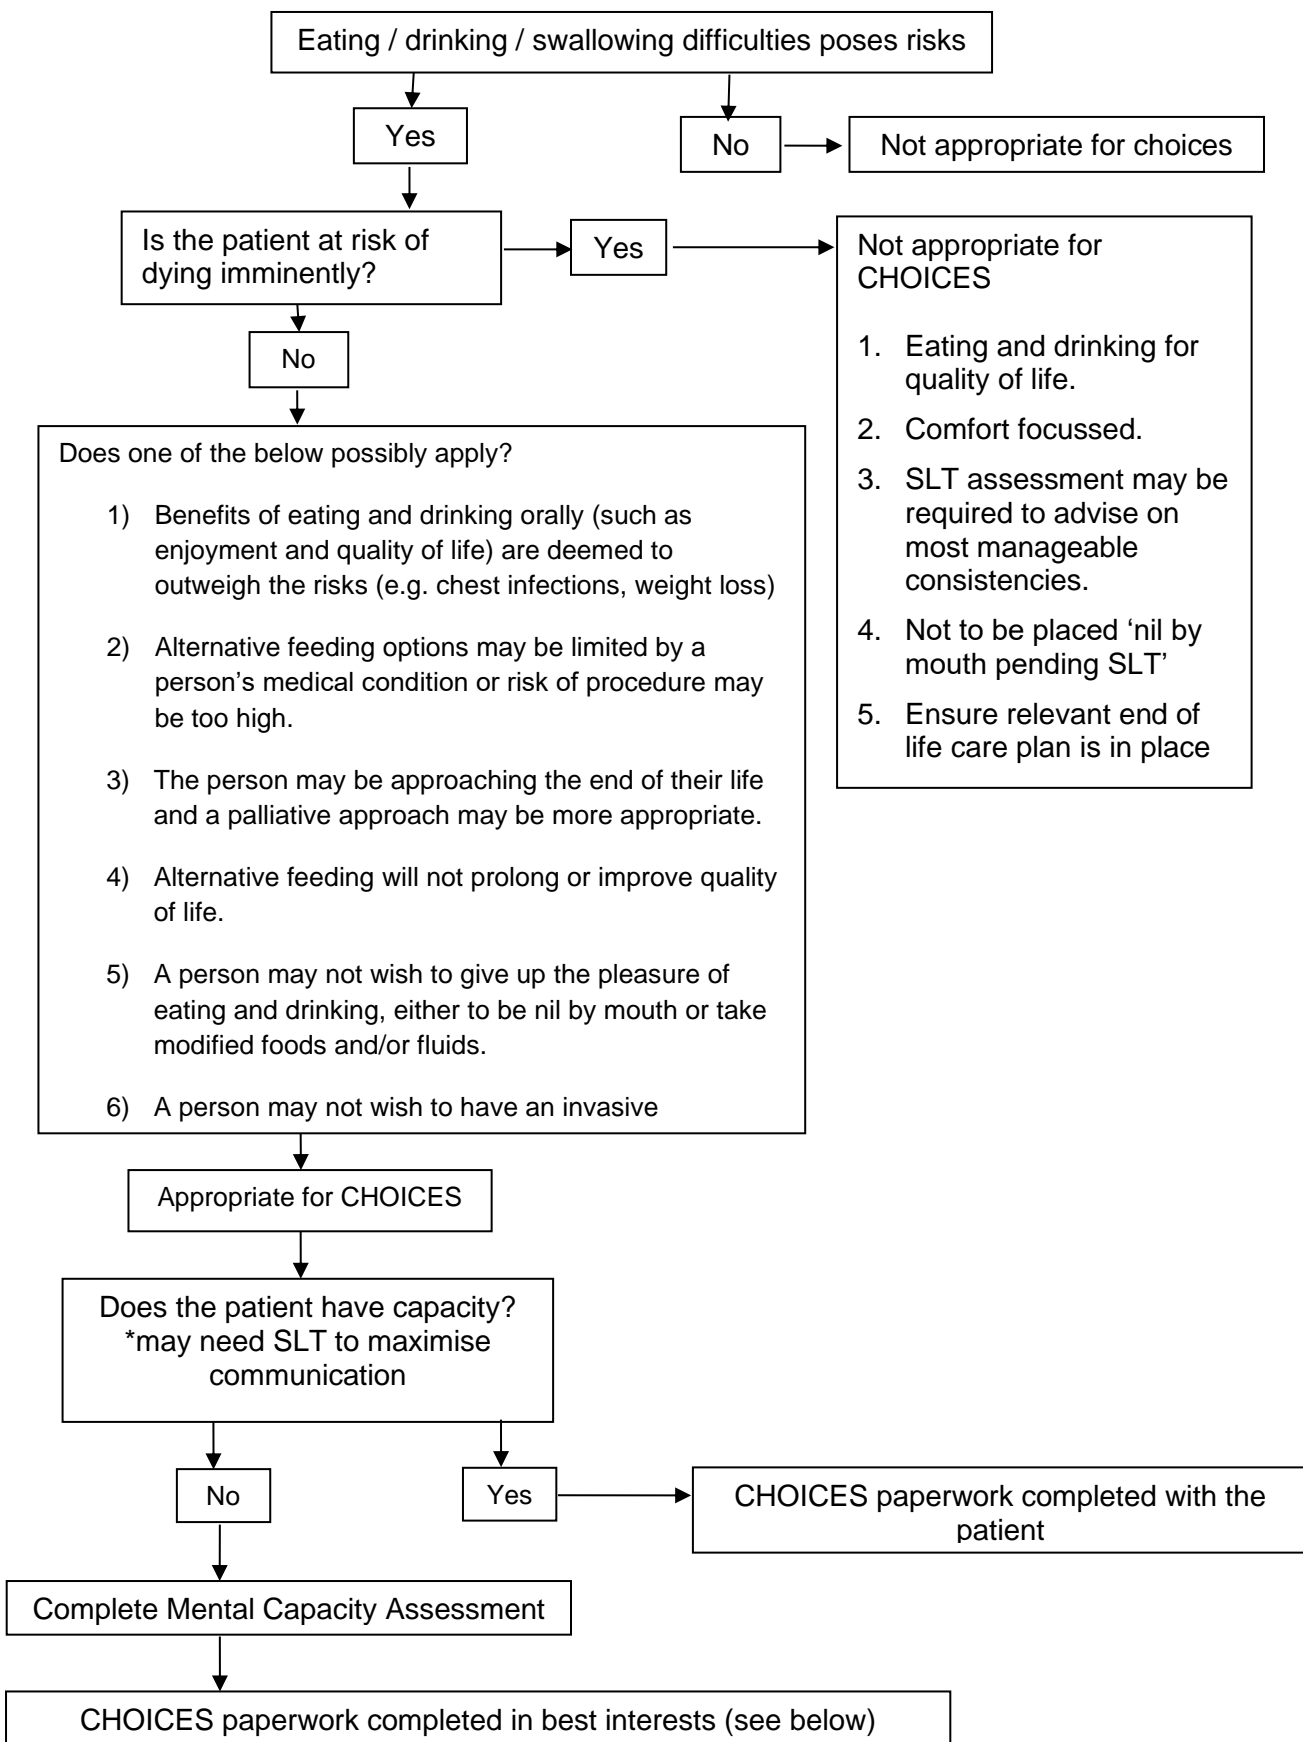 Eating / drinking / swallowing difficulties poses risks
Yes
No
Not appropriate for choices
Is the patient at risk of
dying imminently?
Yes
Not appropriate for
CHOICES
1. Eating and drinking for
quality of life.
2. Comfort focussed.
3. SLT assessment may be
required to advise on
most manageable
consistencies.
4. Not to be placed ‘nil by
mouth pending SLT’
5. Ensure relevant end of
life care plan is in place
No
Does one of the below possibly apply?
1) Benefits of eating and drinking orally (such as
enjoyment and quality of life) are deemed to
outweigh the risks (e.g. chest infections, weight loss)
2) Alternative feeding options may be limited by a
person’s medical condition or risk of procedure may
be too high.
3) The person may be approaching the end of their life
and a palliative approach may be more appropriate.
4) Alternative feeding will not prolong or improve quality
of life.
5) A person may not wish to give up the pleasure of
eating and drinking, either to be nil by mouth or take
modified foods and/or fluids.
6) A person may not wish to have an invasive
Appropriate for CHOICES
Does the patient have capacity?
*may need SLT to maximise
communication
No
Yes
CHOICES paperwork completed with the
patient
Complete Mental Capacity Assessment
CHOICES paperwork completed in best interests (see below)